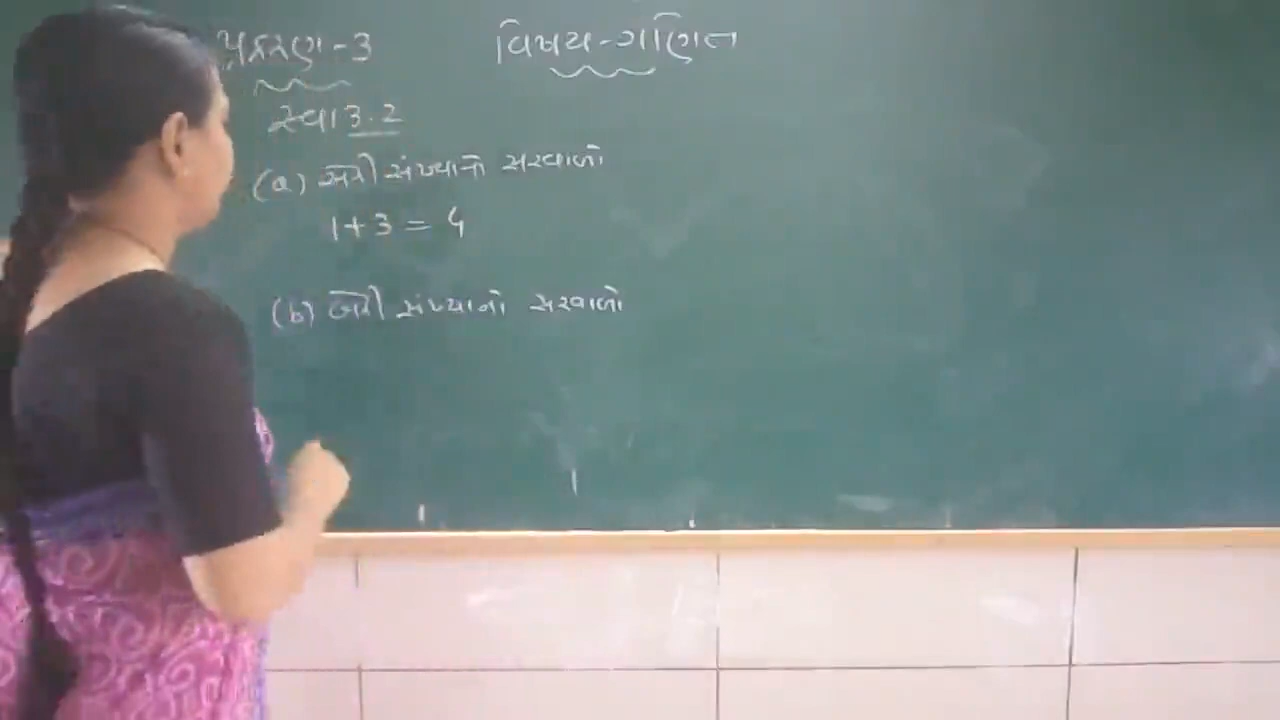 પ્રકરણ-3
વિષય-ગણિત
સ્વા 3.2
(a) એકી સંખ્યાનો સરવાળો
1+3 = 4
(b) બેકી સંખ્યાનો સરવાળો